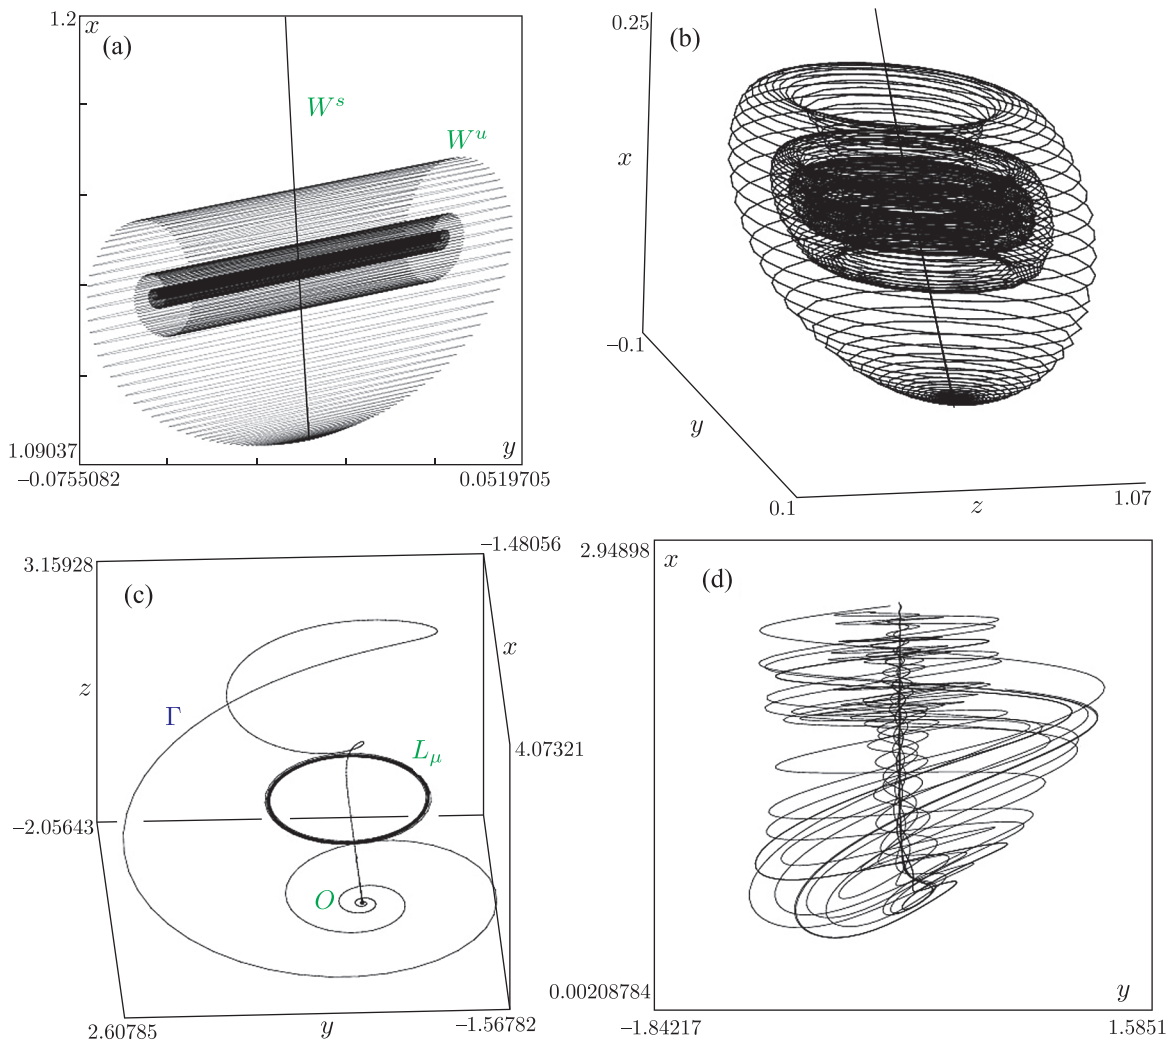 1.2
x
(a)
W^s
W^u
1.09037
y
−0.0755082
0.0519705
0.25
(b)
x
−0.1
y
0.1
z
1.07
3.15928
−1.48056
(c)
x
z
Γ
L_μ
4.07321
−2.05643
O
2.60785
y
−1.56782
2.94898
x
(d)
0.00208784
y
−1.84217
1.5851